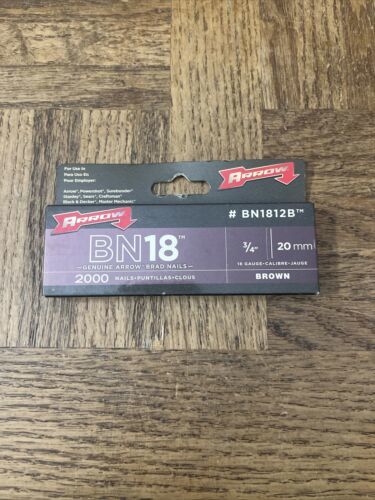 For Use In
Para Uso En
Pour Employer:
Arrow®, Powershot®, Surebonder®
Stanley®, Sears®, Craftsman®
Black & Decker®, Master Mechanic®
ARROW
ARROW
# BN1812B™
BN18™
GENUINE ARROW® BRAD NAILS
2000 NAILS•PUNTILLAS•CLOUS
3/4" 20 mm
18 GAUGE•CALIBRE•JAUGE
BROWN